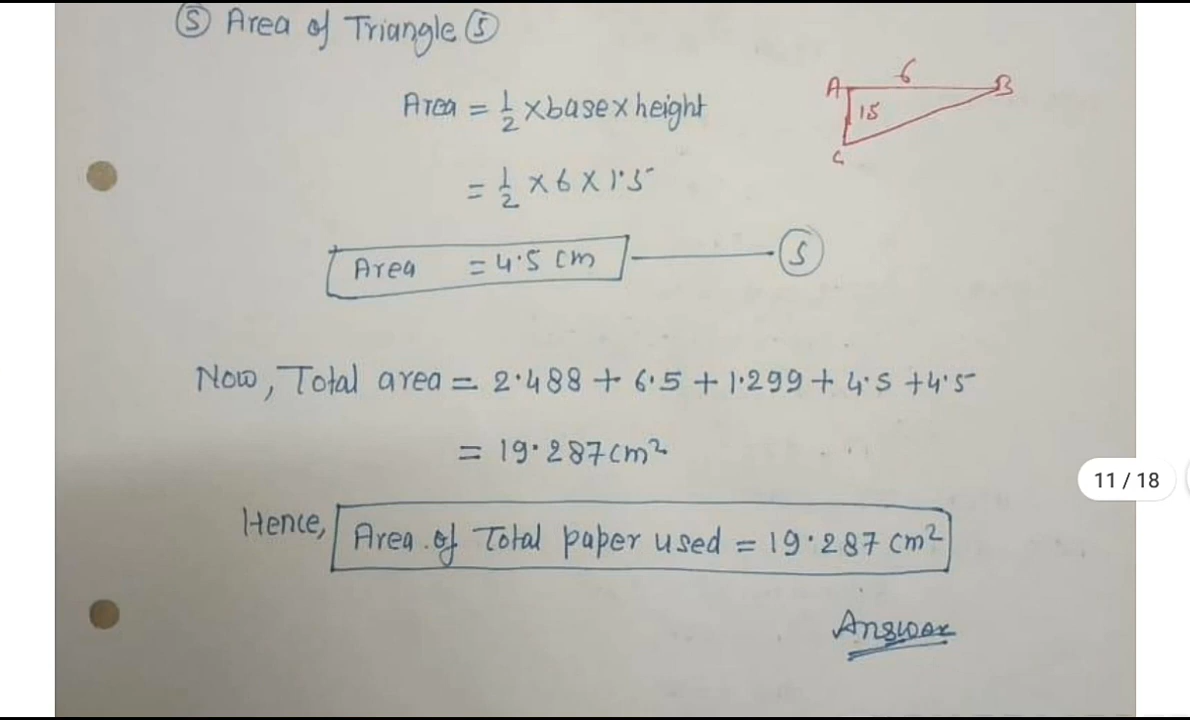 ⑤ Area of Triangle ⑤
A 6 B
15
C
Area = 1/2 × base × height
= 1/2 × 6 × 1.5
Area = 4.5 cm ⑤
Now, Total area = 2.488 + 6.5 + 1.299 + 4.5 + 4.5
= 19.287 cm²
11 / 18
Hence, Area of Total paper used = 19.287 cm²
Answer